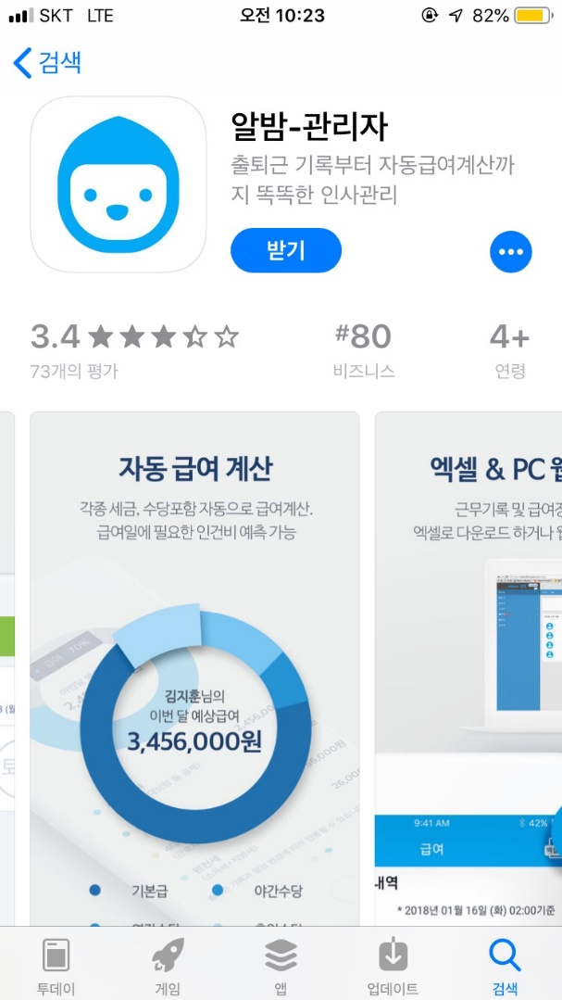 SKT LTE 오전 10:23 82%
검색
알밤-관리자
출퇴근 기록부터 자동급여계산까
지 똑똑한 인사관리
받기
3.4 #80 4+
73개의 평가 비즈니스 연령
자동 급여 계산
각종 세금, 수당포함 자동으로 급여계산.
급여일에 필요한 인건비 예측 가능
김지훈님의
이번 달 예상급여
3,456,000원
기본급 야간수당
엑셀 & PC
근무기록 및
엑셀로 다운로드 하거나
9:41 AM 42%
급여
내역
* 2018년 01월 16일 (화) 02:00기준
투데이 게임 앱 업데이트 검색